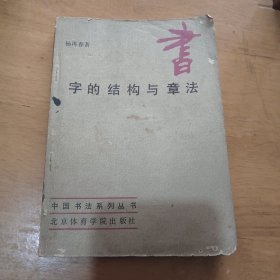 杨再春著
書
字的结构与章法
中国书法系列丛书
北京体育学院出版社